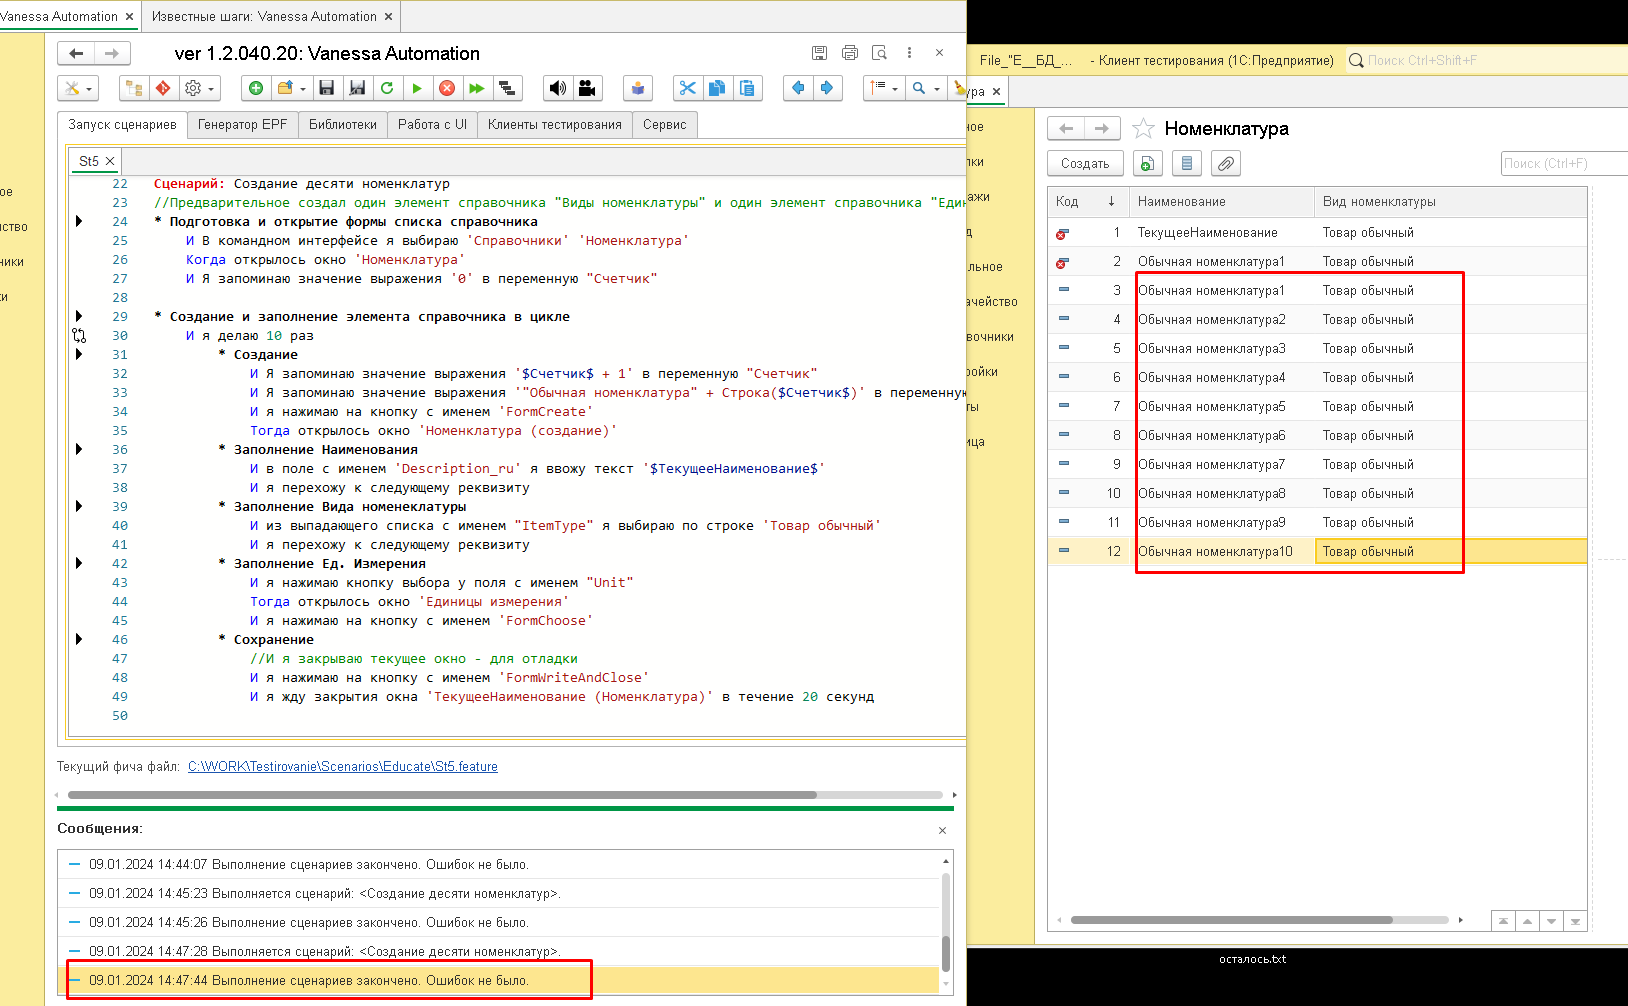 Vanessa Automation ×
Известные шаги: Vanessa Automation ×
ver 1.2.040.20: Vanessa Automation
Запуск сценариев
Генератор EPF
Библиотеки
Работа с UI
Клиенты тестирования
Сервис
St5 ×
22 Сценарий: Создание десяти номенклатур
23 //Предварительное создал один элемент справочника "Виды номенклатуры" и один элемент справочника "Един
24 * Подготовка и открытие формы списка справочника
25 И В командном интерфейсе я выбираю 'Справочники' 'Номенклатура'
26 Когда открылось окно 'Номенклатура'
27 И Я запоминаю значение выражения '0' в переменную "Счетчик"
28
29 * Создание и заполнение элемента справочника в цикле
30 И я делаю 10 раз
31 * Создание
32 И Я запоминаю значение выражения '$Счетчик$ + 1' в переменную "Счетчик"
33 И Я запоминаю значение выражения '"Обычная номенклатура" + Строка($Счетчик$)' в переменную
34 И я нажимаю на кнопку с именем 'FormCreate'
35 Тогда открылось окно 'Номенклатура (создание)'
36 * Заполнение Наименования
37 И в поле с именем 'Description_ru' я ввожу текст '$ТекущееНаименование$'
38 И я перехожу к следующему реквизиту
39 * Заполнение Вида номенеклатуры
40 И из выпадающего списка с именем "ItemType" я выбираю по строке 'Товар обычный'
41 И я перехожу к следующему реквизиту
42 * Заполнение Ед. Измерения
43 И я нажимаю кнопку выбора у поля с именем "Unit"
44 Тогда открылось окно 'Единицы измерения'
45 И я нажимаю на кнопку с именем 'FormChoose'
46 * Сохранение
47 //И я закрываю текущее окно - для отладки
48 И я нажимаю на кнопку с именем 'FormWriteAndClose'
49 И я жду закрытия окна 'ТекущееНаименование (Номенклатура)' в течение 20 секунд
50
Текущий фича файл: C:\WORK\Testirovanie\Scenarios\Educate\St5.feature
Сообщения:
09.01.2024 14:44:07 Выполнение сценариев закончено. Ошибок не было.
09.01.2024 14:45:23 Выполняется сценарий: <Создание десяти номенклатур>.
09.01.2024 14:45:26 Выполнение сценариев закончено. Ошибок не было.
09.01.2024 14:47:28 Выполняется сценарий: <Создание десяти номенклатур>.
09.01.2024 14:47:44 Выполнение сценариев закончено. Ошибок не было.
ое
ство
ники
и
File_"E__БД_... - Клиент тестирования (1С:Предприятие)
Поиск Ctrl+Shift+F
ура ×
ное
пки
ажи
д
льное
ачейство
вочники
ройки
ты
ица
Номенклатура
Создать
Поиск (Ctrl+F)
Код ↓ Наименование Вид номенклатуры
1 ТекущееНаименование Товар обычный
2 Обычная номенклатура1 Товар обычный
3 Обычная номенклатура1 Товар обычный
4 Обычная номенклатура2 Товар обычный
5 Обычная номенклатура3 Товар обычный
6 Обычная номенклатура4 Товар обычный
7 Обычная номенклатура5 Товар обычный
8 Обычная номенклатура6 Товар обычный
9 Обычная номенклатура7 Товар обычный
10 Обычная номенклатура8 Товар обычный
11 Обычная номенклатура9 Товар обычный
12 Обычная номенклатура10 Товар обычный
осталось.txt